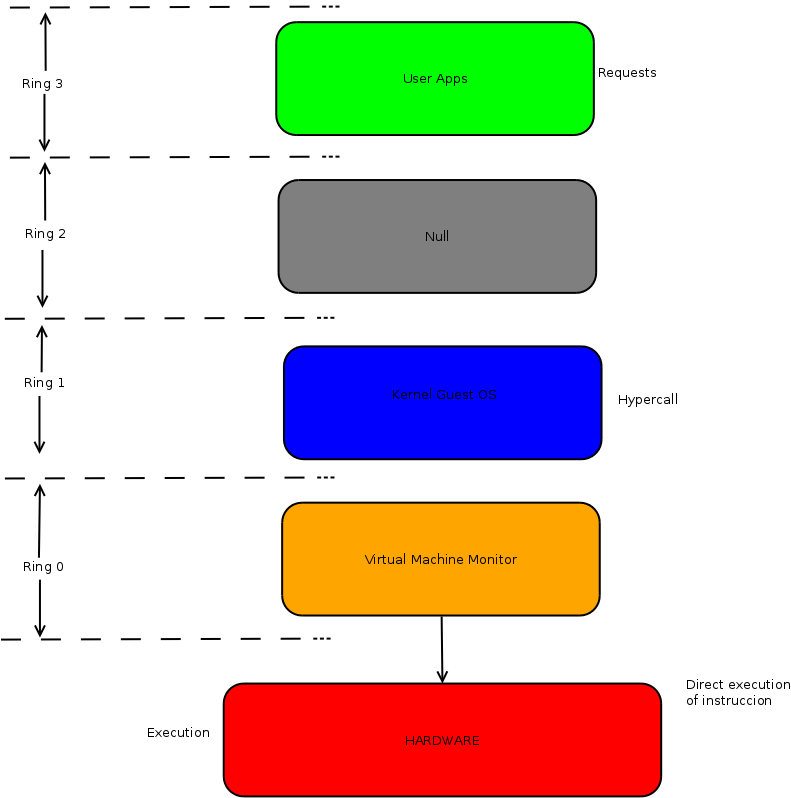 User Apps
Requests
Ring 3
Null
Ring 2
Ring 1
Kernel Guest OS
Hypercall
Virtual Machine Monitor
Ring 0
Direct execution
of instruccion
Execution
HARDWARE